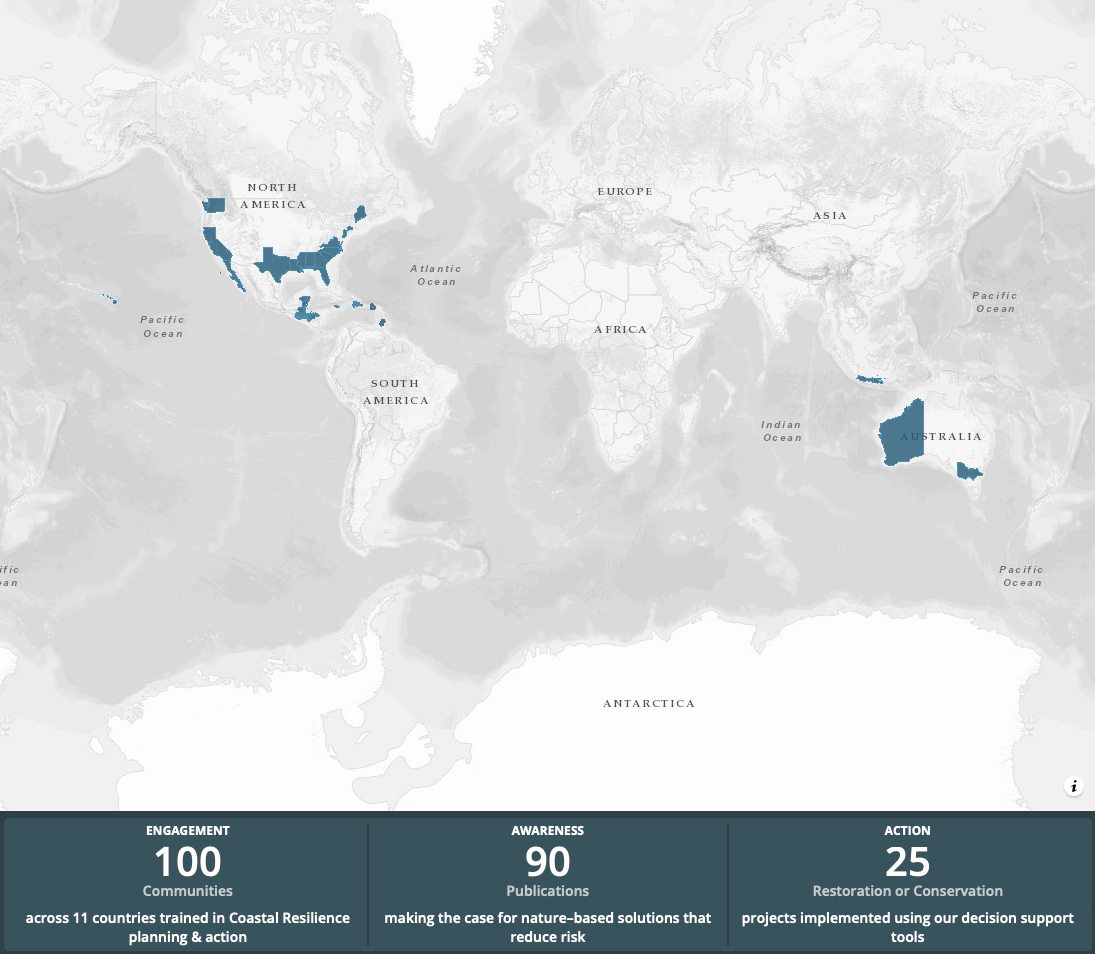 NORTH
AMERICA
EUROPE
ASIA
Atlantic
Ocean
Pacific
Ocean
Pacific
Ocean
AFRICA
SOUTH
AMERICA
Indian
Ocean
AUSTRALIA
ific
ean
Pacific
Ocean
ANTARCTICA
i
ENGAGEMENT
100
Communities
across 11 countries trained in Coastal Resilience
planning & action
AWARENESS
90
Publications
making the case for nature–based solutions that
reduce risk
ACTION
25
Restoration or Conservation
projects implemented using our decision support
tools